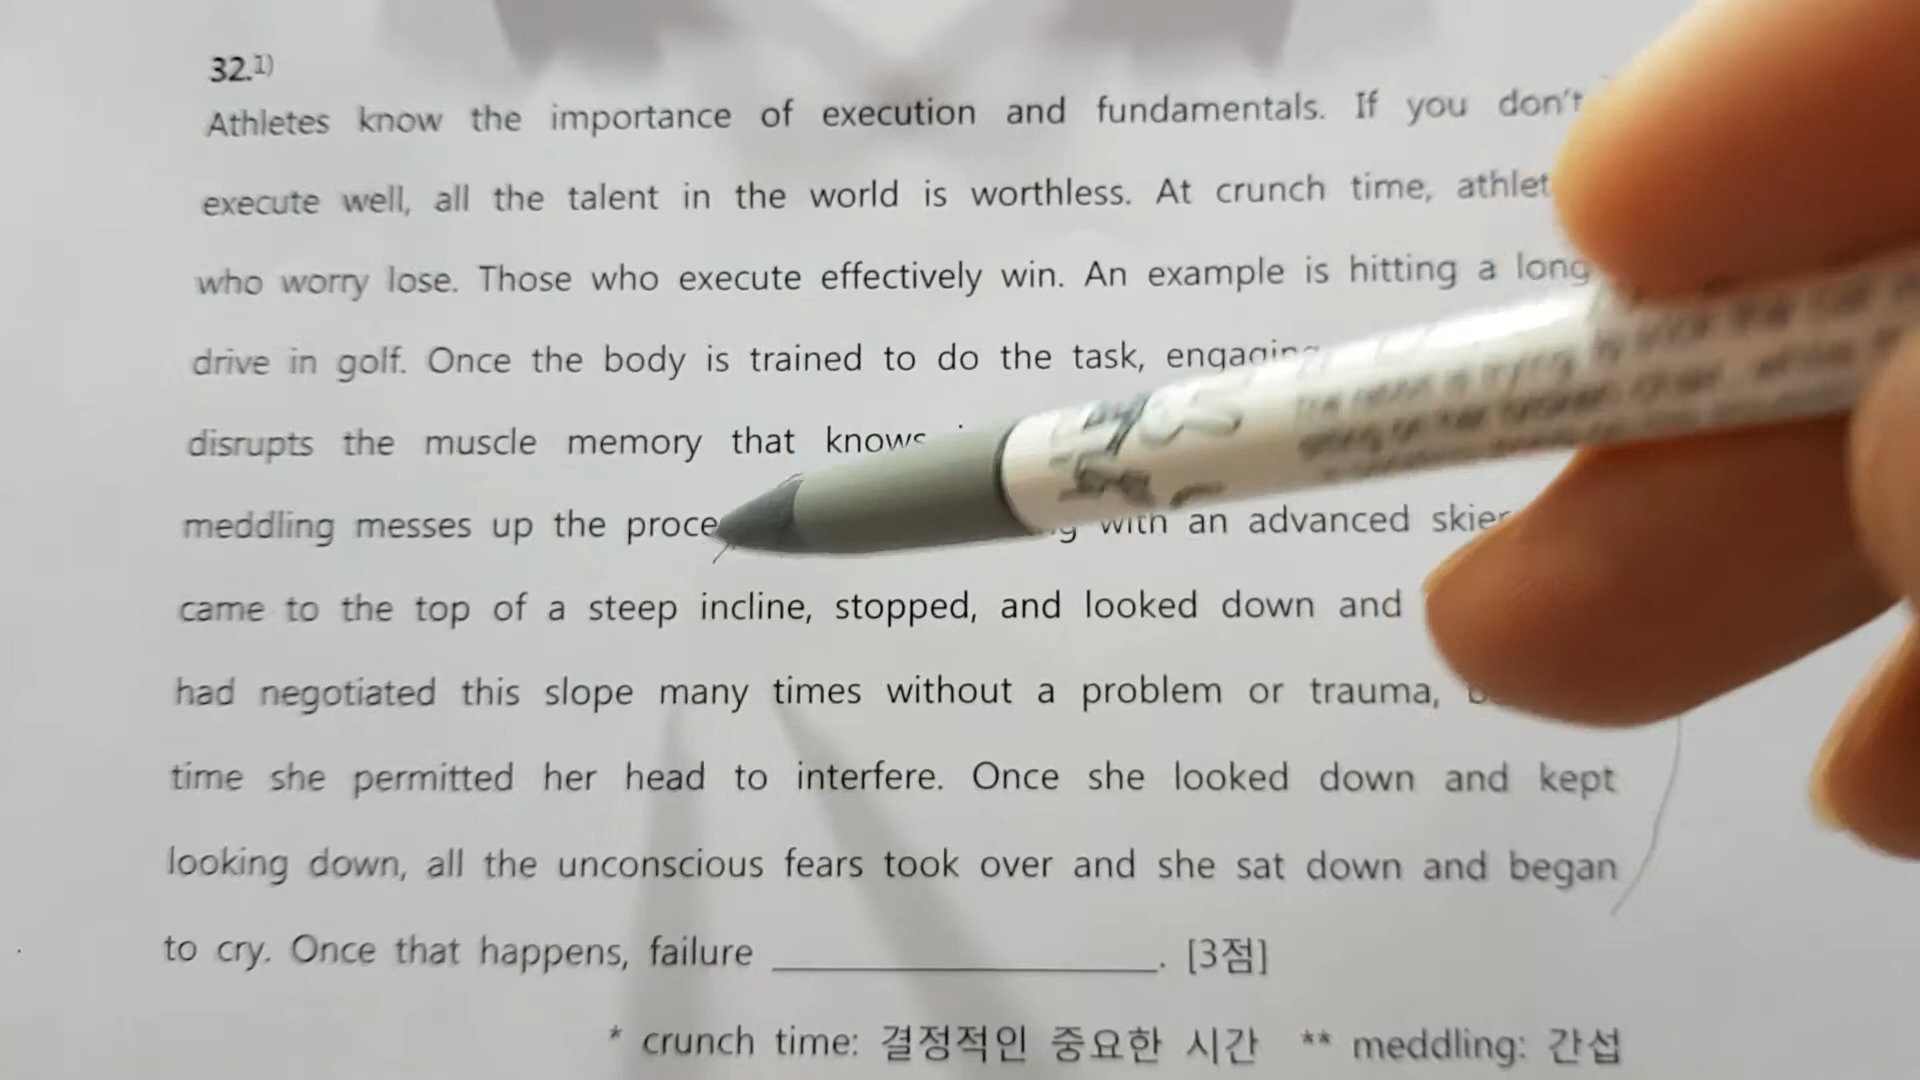 32.1)
Athletes know the importance of execution and fundamentals. If you don't
execute well, all the talent in the world is worthless. At crunch time,
who worry lose. Those who execute effectively win. An example is hitting a long
drive in golf. Once the body is trained to do the task,
disrupts the muscle memory that knows
meddling messes up the with an advanced
came to the top of a steep incline, stopped, and looked down and
had negotiated this slope many times without a problem or trauma,
time she permitted her head to interfere. Once she looked down and kept
looking down, all the unconscious fears took over and she sat down and began
to cry. Once that happens, failure ____________. [3점]
* crunch time: 결정적인 중요한 시간 ** meddling: 간섭